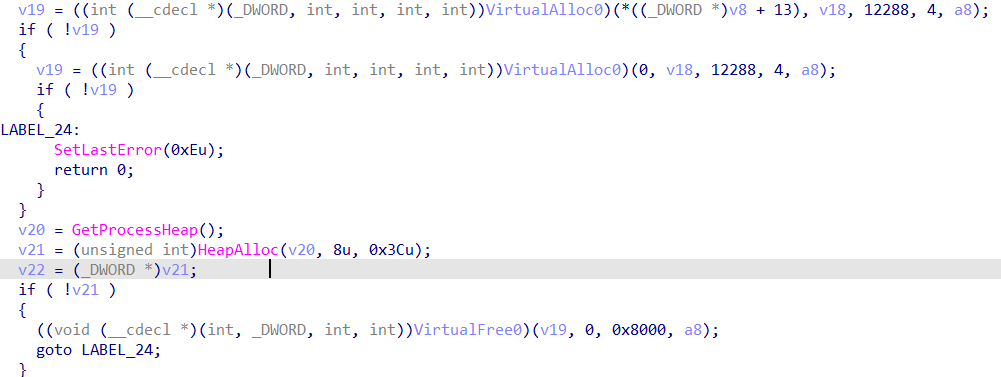 v19 = ((int (__cdecl *)(_DWORD, int, int, int, int))VirtualAlloc0)(*((_DWORD *)v8 + 13), v18, 12288, 4, a8);
if ( !v19 )
{
v19 = ((int (__cdecl *)(_DWORD, int, int, int, int))VirtualAlloc0)(0, v18, 12288, 4, a8);
if ( !v19 )
{
LABEL_24:
SetLastError(0xEu);
return 0;
}
}
v20 = GetProcessHeap();
v21 = (unsigned int)HeapAlloc(v20, 8u, 0x3Cu);
v22 = (_DWORD *)v21;
if ( !v21 )
{
((void (__cdecl *)(int, _DWORD, int, int))VirtualFree0)(v19, 0, 0x8000, a8);
goto LABEL_24;
}